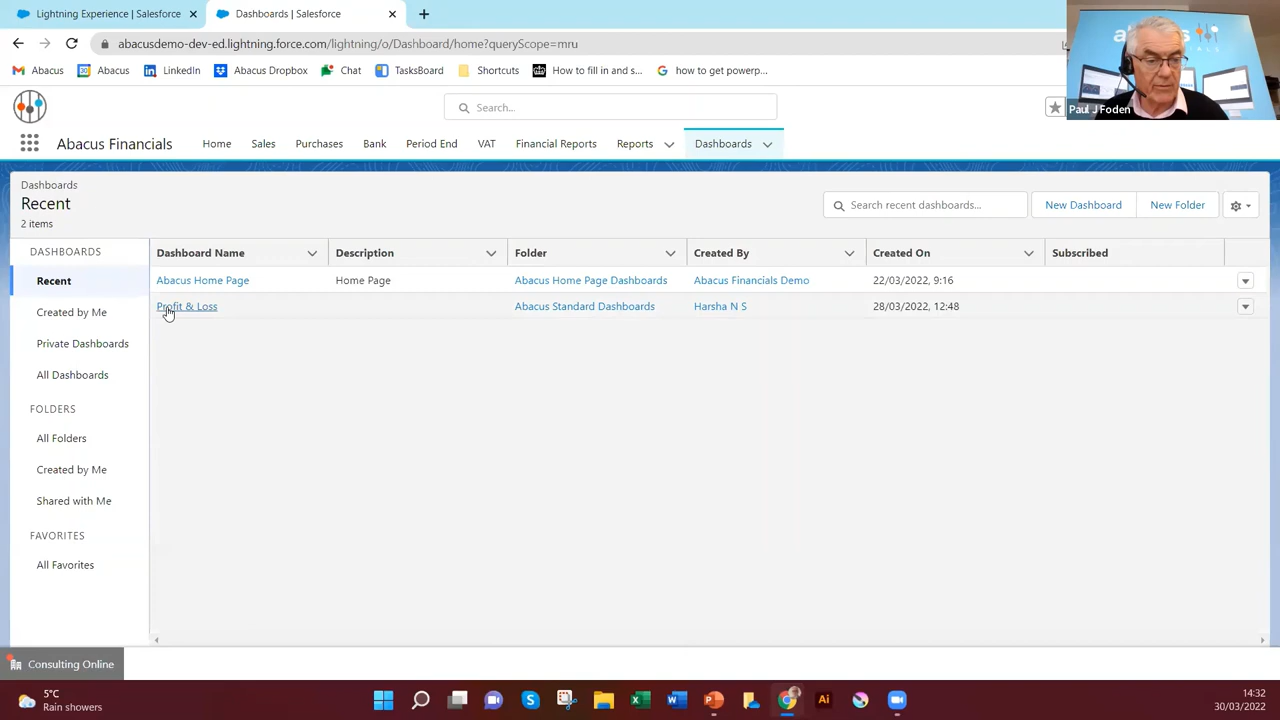 Lightning Experience | Salesforce
Dashboards | Salesforce
abacusdemo-dev-ed.lightning.force.com/lightning/o/Dashboard/home?queryScope=mru
Abacus
Abacus
LinkedIn
Abacus Dropbox
Chat
TasksBoard
Shortcuts
How to fill in and s...
how to get powerp...
Paul J Foden
Search...
Abacus Financials
Home
Sales
Purchases
Bank
Period End
VAT
Financial Reports
Reports
Dashboards
Dashboards
Recent
2 items
Search recent dashboards...
New Dashboard
New Folder
DASHBOARDS
Recent
Created by Me
Private Dashboards
All Dashboards
FOLDERS
All Folders
Created by Me
Shared with Me
FAVORITES
All Favorites
Dashboard Name Description Folder Created By Created On Subscribed
Abacus Home Page Home Page Abacus Home Page Dashboards Abacus Financials Demo 22/03/2022, 9:16
Profit & Loss Abacus Standard Dashboards Harsha N S 28/03/2022, 12:48
Consulting Online
5°C
Rain showers
14:32
30/03/2022